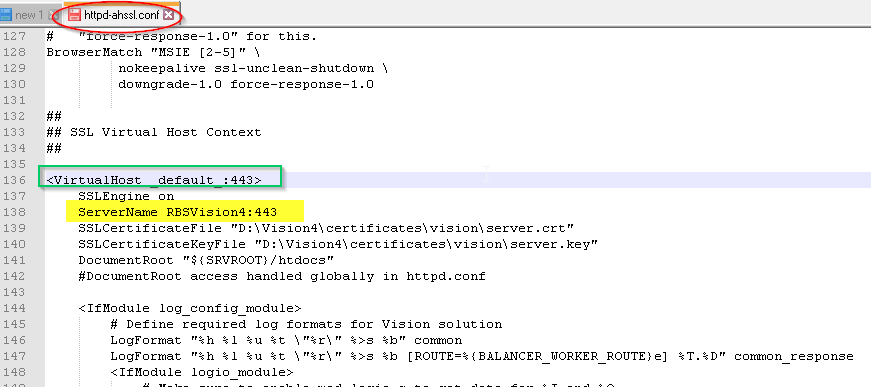 new 1
httpd-ahssl.conf
127 #   "force-response-1.0" for this.
128 BrowserMatch "MSIE [2-5]" \
129 nokeepalive ssl-unclean-shutdown \
130 downgrade-1.0 force-response-1.0
131
132 ##
133 ## SSL Virtual Host Context
134 ##
135
136 <VirtualHost _default_:443>
137 SSLEngine on
138 ServerName RBSVision4:443
139 SSLCertificateFile "D:\Vision4\certificates\vision\server.crt"
140 SSLCertificateKeyFile "D:\Vision4\certificates\vision\server.key"
141 DocumentRoot "${SRVROOT}/htdocs"
142 #DocumentRoot access handled globally in httpd.conf
143
144 <IfModule log_config_module>
145 # Define required log formats for Vision solution
146 LogFormat "%h %l %u %t \"%r\" %>s %b" common
147 LogFormat "%h %l %u %t \"%r\" %>s %b [ROUTE=%{BALANCER_WORKER_ROUTE}e] %T.%D" common_response
148 <IfModule logio_module>